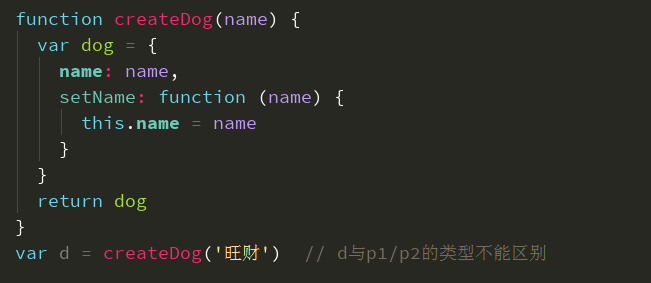 function createDog(name) {
  var dog = {
    name: name,
    setName: function (name) {
      this.name = name
    }
  }
  return dog
}
var d = createDog('旺财')  // d与p1/p2的类型不能区别